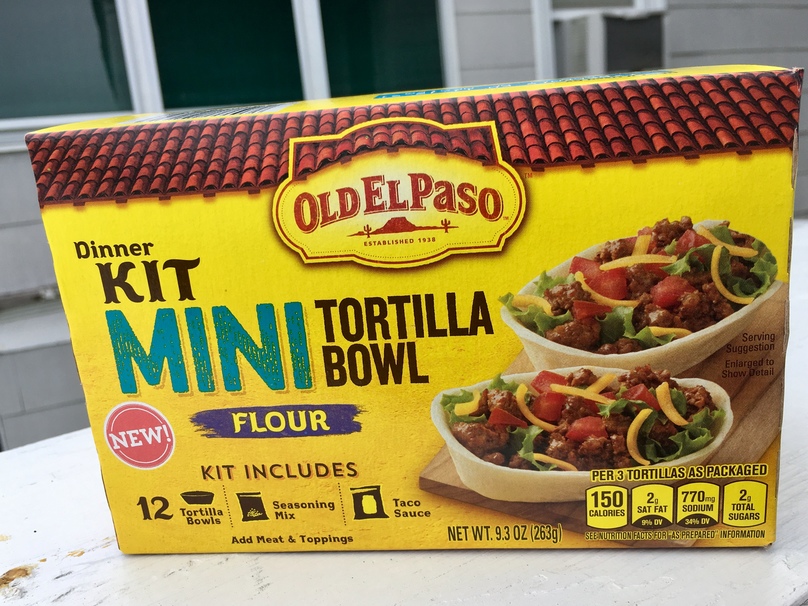 OLD EL PASO
ESTABLISHED 1938
Dinner
KIT
MINI
TORTILLA
BOWL
FLOUR
NEW!
KIT INCLUDES
12 Tortilla Bowls
Seasoning Mix
Taco Sauce
Add Meat & Toppings
NET WT. 9.3 OZ (263g)
Serving
Suggestion
Enlarged to
Show Detail
PER 3 TORTILLAS AS PACKAGED
150 CALORIES
2g SAT FAT 9% DV
770mg SODIUM 34% DV
2g TOTAL SUGARS
SEE NUTRITION FACTS FOR "AS PREPARED" INFORMATION